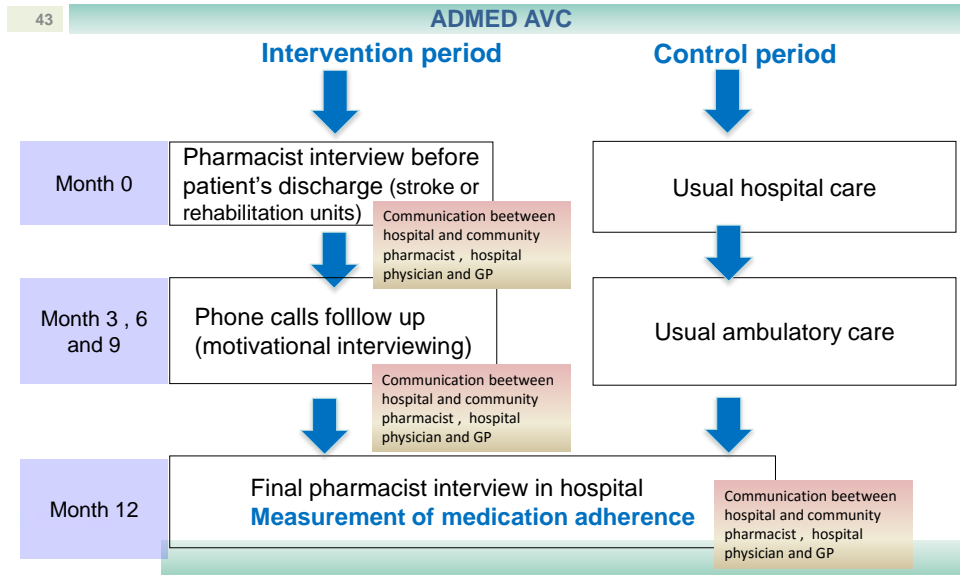 43
ADMED AVC
Intervention period
Control period
Month 0
Pharmacist interview before
patient's discharge (stroke or
rehabilitation units)
Communication beetween
hospital and community
pharmacist , hospital
physician and GP
Usual hospital care
Month 3 , 6
and 9
Phone calls folllow up
(motivational interviewing)
Communication beetween
hospital and community
pharmacist , hospital
physician and GP
Usual ambulatory care
Month 12
Final pharmacist interview in hospital
Measurement of medication adherence
Communication beetween
hospital and community
pharmacist , hospital
physician and GP